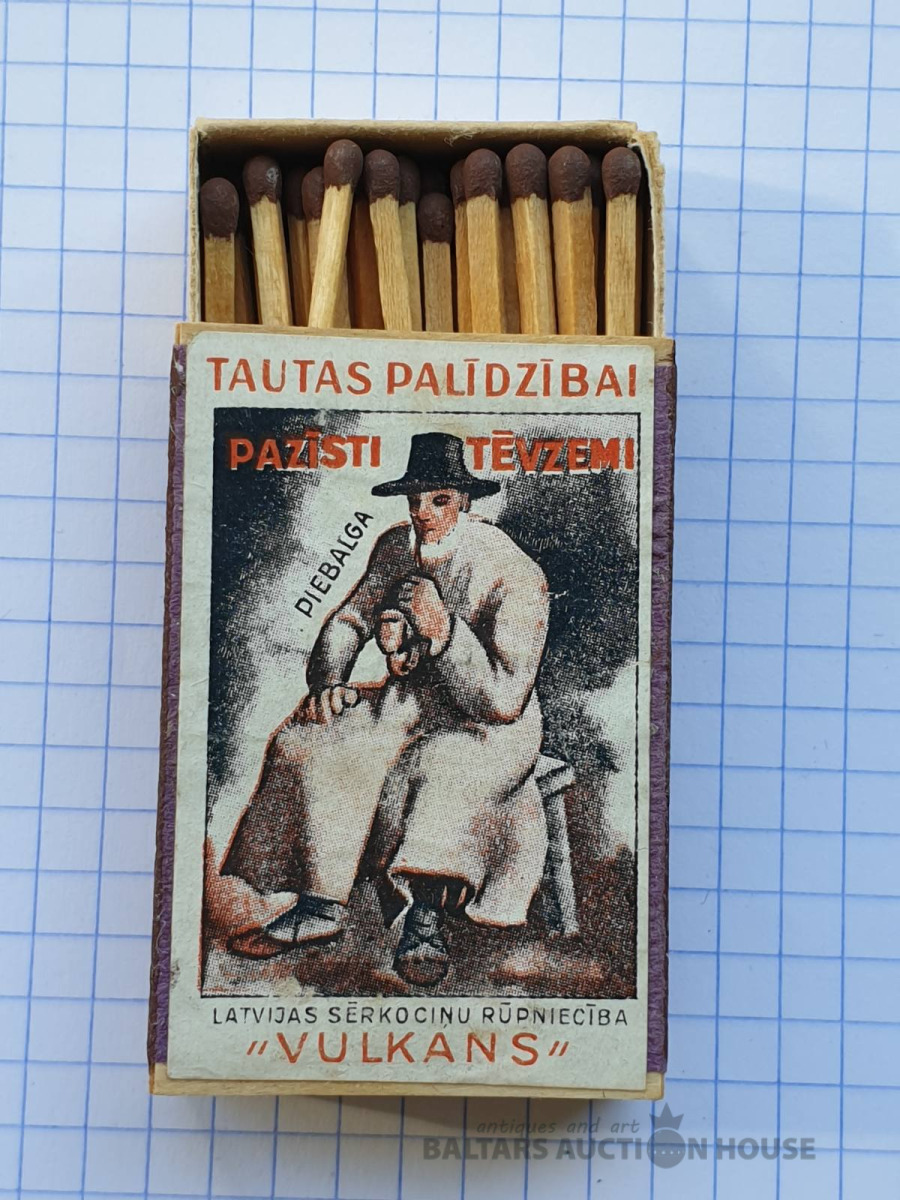 TAUTAS PALĪDZĪBAI
PAZĪSTI TĒVZEMI
PIEBALGA
LATVIJAS SĒRKOCIŅU RŪPNIECĪBA
"VULKANS"
antiques and art
BALTARS AUCTION HOUSE